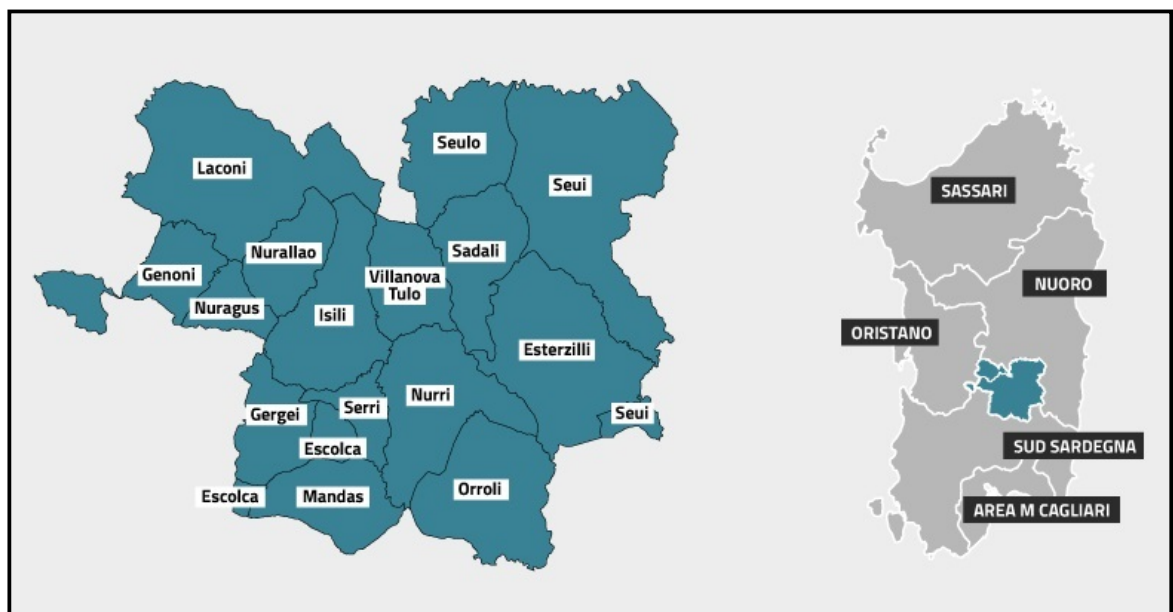 Seulo
Laconi
Seui
Nurallao
Sadali
Genoni
Villanova
Tulo
Nuragus
Isili
Esterzilli
Nurri
Serri
Gergei
Seui
Escolca
Orroli
Escolca
Mandas
SASSARI
NUORO
ORISTANO
SUD SARDEGNA
AREA M CAGLIARI